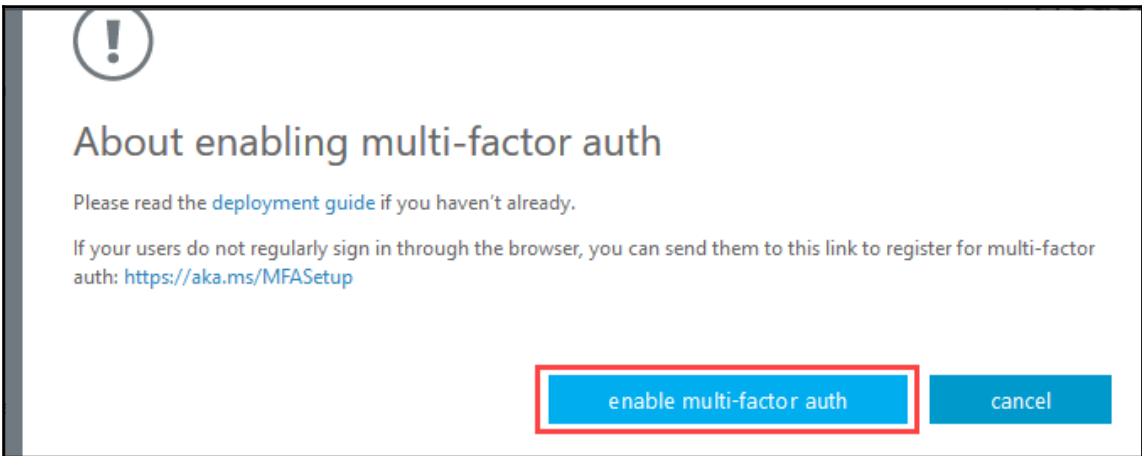 About enabling multi-factor auth
Please read the deployment guide if you haven't already.
If your users do not regularly sign in through the browser, you can send them to this link to register for multi-factor
auth: https://aka.ms/MFASetup
enable multi-factor auth
cancel